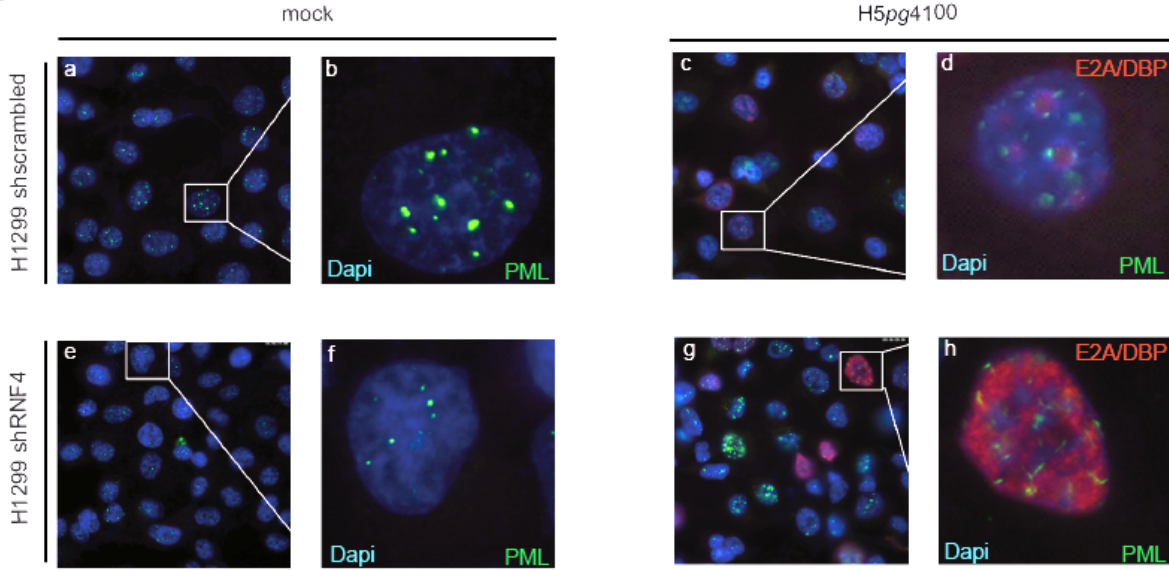 mock
H5pg4100
H1299 shscrambled
a
b
Dapi
PML
c
d
E2A/DBP
Dapi
PML
H1299 shRNF4
e
f
Dapi
PML
g
h
E2A/DBP
Dapi
PML